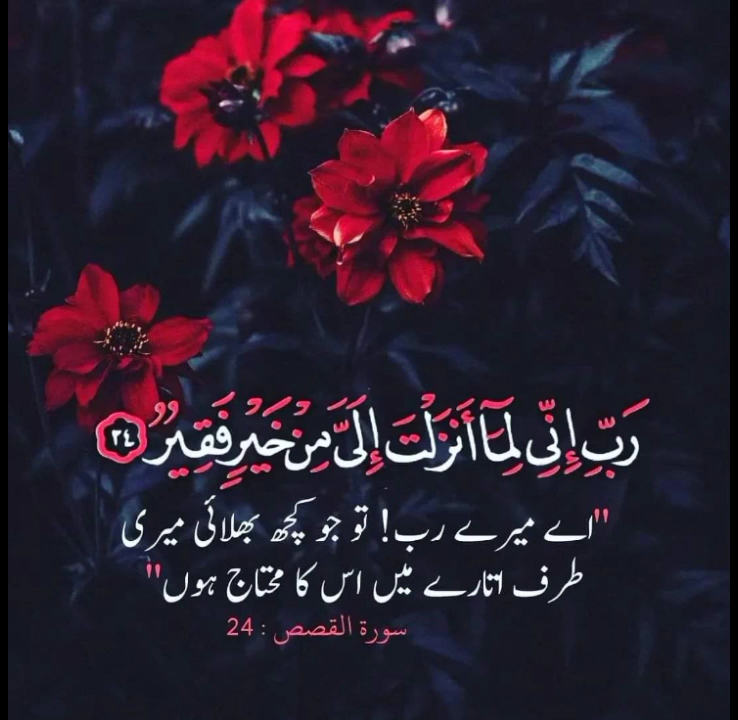 رَبِّ إِنِّى لِمَآ أَنزَلْتَ إِلَىَّ مِنْ خَيْرٍ فَقِيرٌ ٢٤
"اے میرے رب! تو جو کچھ بھلائی میری
طرف اتارے میں اس کا محتاج ہوں"
سورة القصص : 24